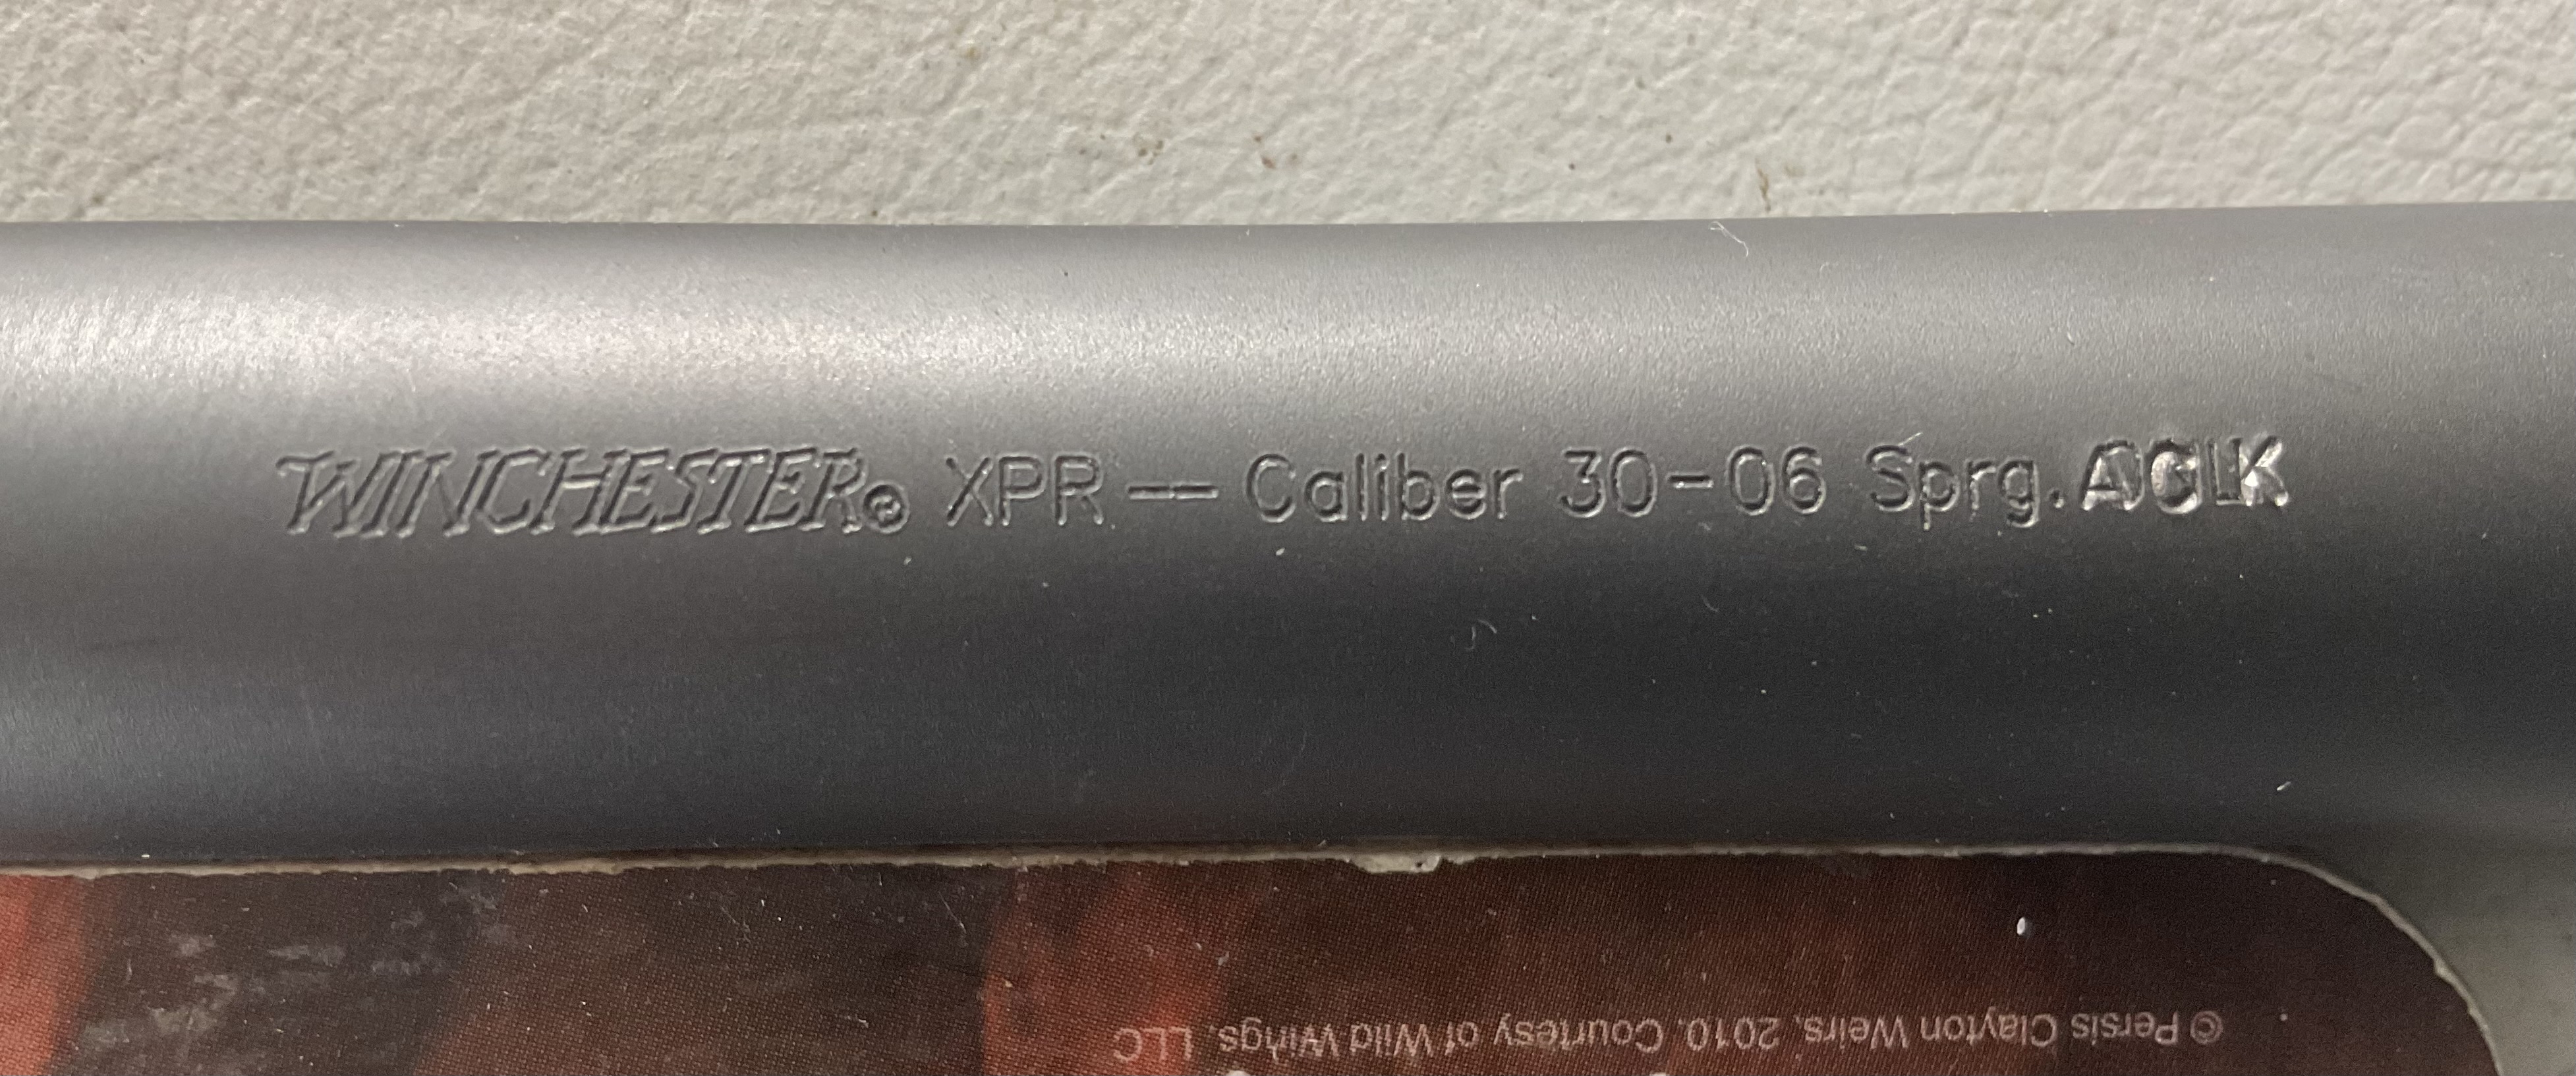 WINCHESTER® XPR — Caliber 30-06 Sprg.
© Persis Clayton Weirs, 2010. Courtesy of Wild Wings, LLC